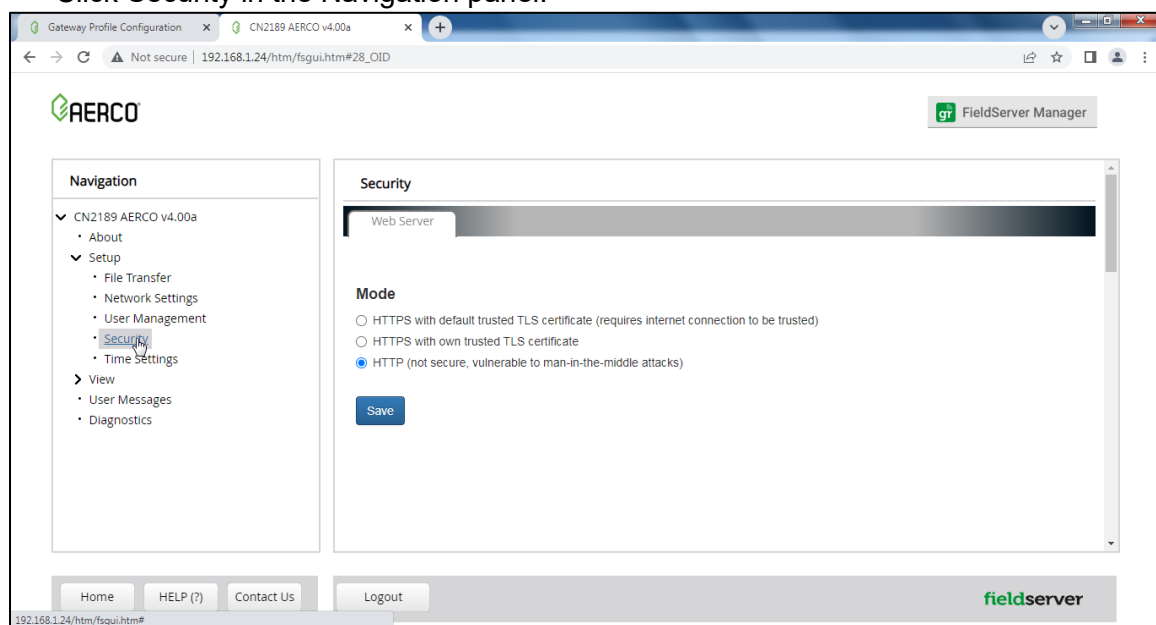 Click Security in the Navigation panel.
Gateway Profile Configuration
CN2189 AERCO v4.00a
Not secure | 192.168.1.24/htm/fsgui.htm#28_OID
AERCO
gr FieldServer Manager
Navigation
CN2189 AERCO v4.00a
About
Setup
File Transfer
Network Settings
User Management
Security
Time Settings
View
User Messages
Diagnostics
Security
Web Server
Mode
HTTPS with default trusted TLS certificate (requires internet connection to be trusted)
HTTPS with own trusted TLS certificate
HTTP (not secure, vulnerable to man-in-the-middle attacks)
Save
Home HELP (?) Contact Us Logout
fieldserver
192.168.1.24/htm/fsgui.htm#